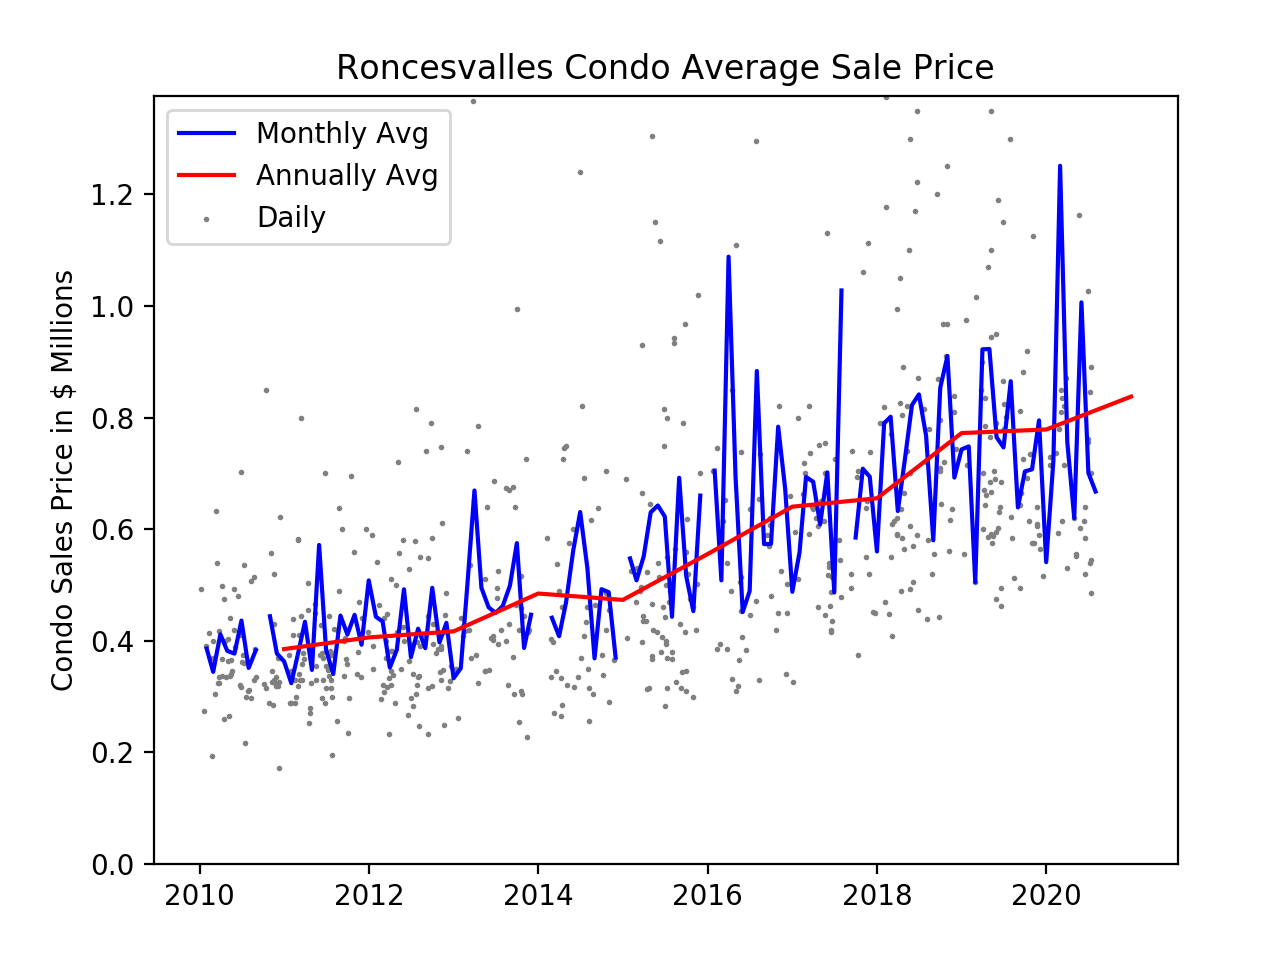 Roncesvalles Condo Average Sale Price
Monthly Avg
Annually Avg
Daily
Condo Sales Price in $ Millions
1.2
1.0
0.8
0.6
0.4
0.2
0.0
2010 2012 2014 2016 2018 2020